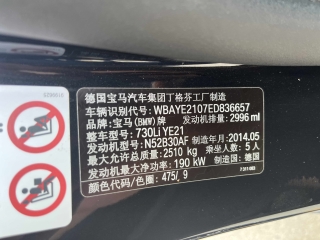 德国宝马汽车集团丁格芬工厂制造
车辆识别代号: WBAYE2107EDB36657
品牌: 宝马(BMW)牌 发动机排量: 2996 ml
整车型号: 730Li YE21
发动机型号: N52B30AF 制造年月: 2014.05
最大允许总质量: 2510 kg 乘坐人数: 5人
发动机最大净功率: 190 kW 制造国: 德国
颜色代码/色圈: 475/, 9